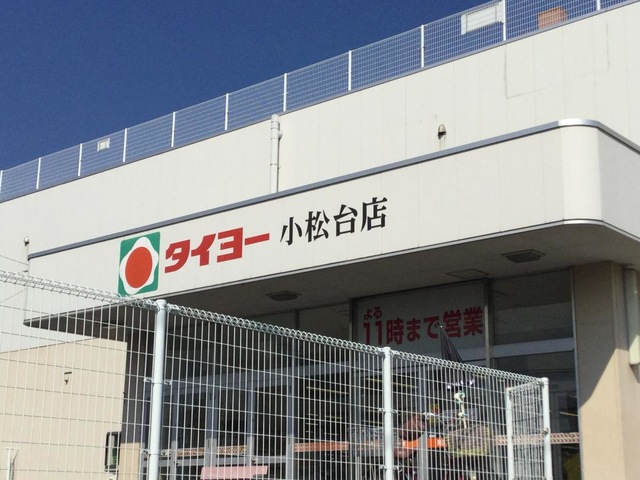 タイヨー 小松台店
よる
11時まで営業